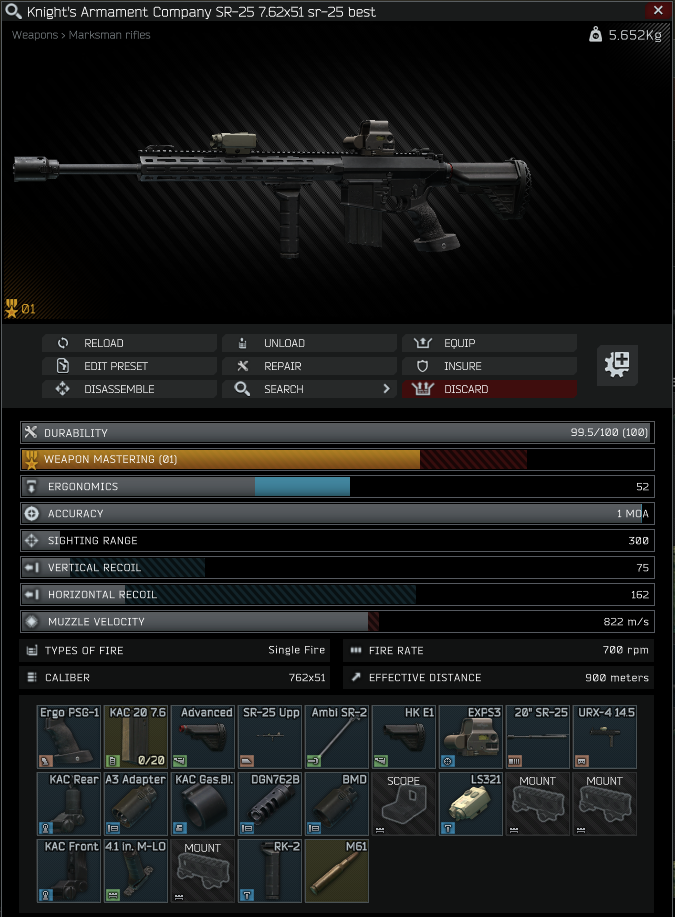 Knight's Armament Company SR-25 7.62x51 sr-25 best
Weapons > Marksman rifles
5.652Kg
01
RELOAD
UNLOAD
EQUIP
EDIT PRESET
REPAIR
INSURE
DISASSEMBLE
SEARCH
DISCARD
DURABILITY 99.5/100 (100)
WEAPON MASTERING (01)
ERGONOMICS 52
ACCURACY 1 MOA
SIGHTING RANGE 300
VERTICAL RECOIL 75
HORIZONTAL RECOIL 162
MUZZLE VELOCITY 822 m/s
TYPES OF FIRE Single Fire
FIRE RATE 700 rpm
CALIBER 762x51
EFFECTIVE DISTANCE 900 meters
Ergo PSG-1
KAC 20 7.6
0/20
Advanced
SR-25 Upp
Ambi SR-2
HK E1
EXPS3
20" SR-25
URX-4 14.5
KAC Rear
A3 Adapter
KAC Gas.Bl.
DGN762B
BMD
SCOPE
LS321
MOUNT
MOUNT
KAC Front
4.1 in. M-LO
MOUNT
RK-2
M61